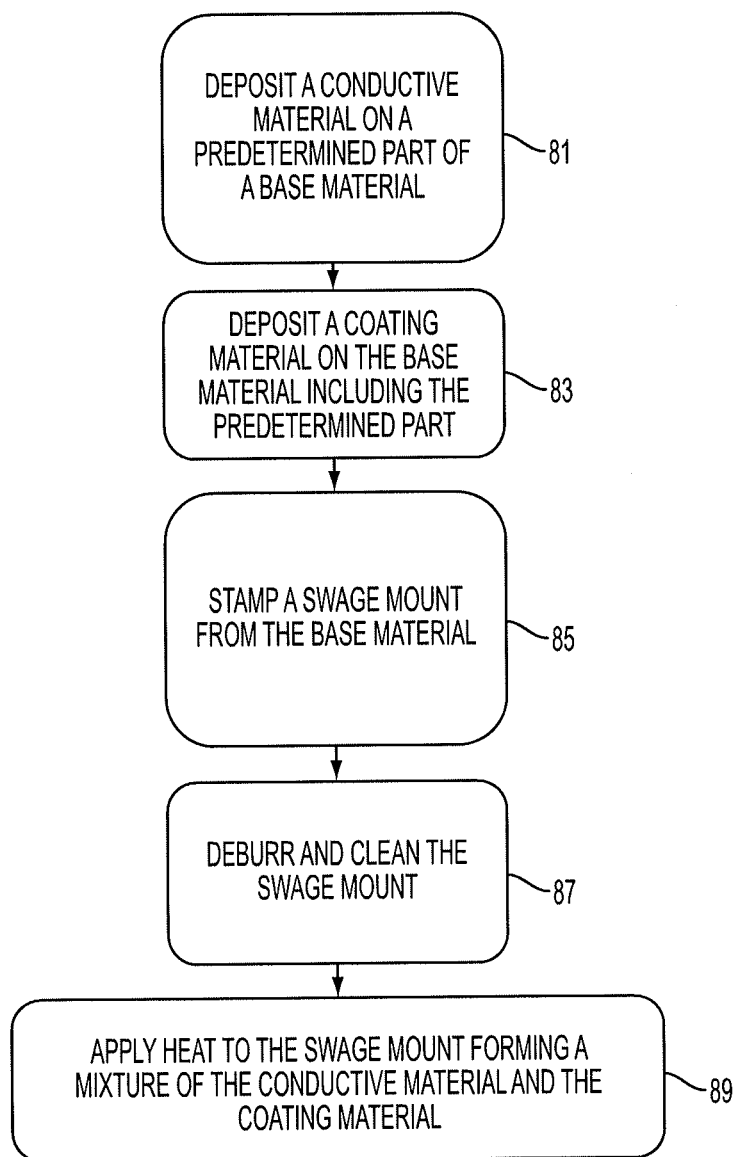 DEPOSIT A CONDUCTIVE
MATERIAL ON A
PREDETERMINED PART OF
A BASE MATERIAL
81
DEPOSIT A COATING
MATERIAL ON THE BASE
MATERIAL INCLUDING THE
PREDETERMINED PART
83
STAMP A SWAGE MOUNT
FROM THE BASE MATERIAL
85
DEBURR AND CLEAN THE
SWAGE MOUNT
87
APPLY HEAT TO THE SWAGE MOUNT FORMING A
MIXTURE OF THE CONDUCTIVE MATERIAL AND THE
COATING MATERIAL
89